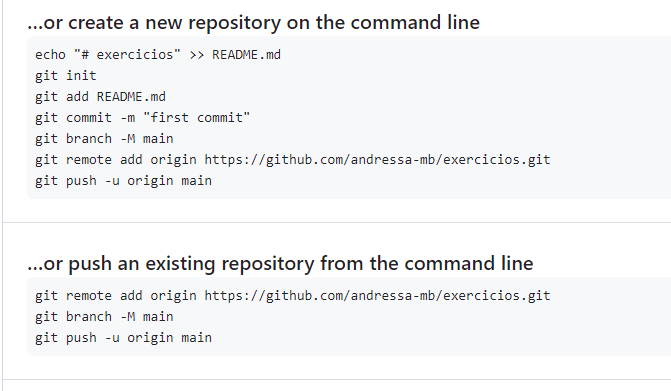 ...or create a new repository on the command line
echo "# exercicios" >> README.md
git init
git add README.md
git commit -m "first commit"
git branch -M main
git remote add origin https://github.com/andressa-mb/exercicios.git
git push -u origin main
...or push an existing repository from the command line
git remote add origin https://github.com/andressa-mb/exercicios.git
git branch -M main
git push -u origin main